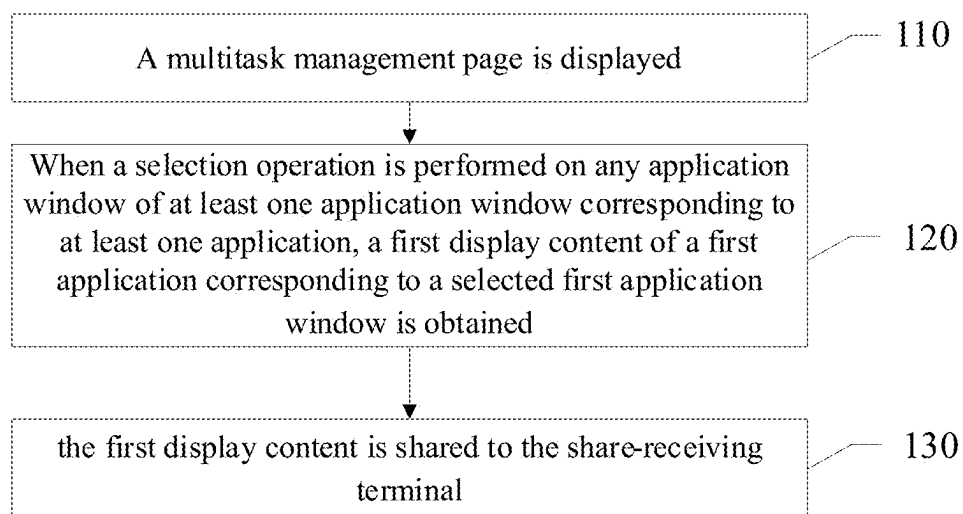 A multitask management page is displayed
110
When a selection operation is performed on any application
window of at least one application window corresponding to
at least one application, a first display content of a first
application corresponding to a selected first application
window is obtained
120
the first display content is shared to the share-receiving
terminal
130